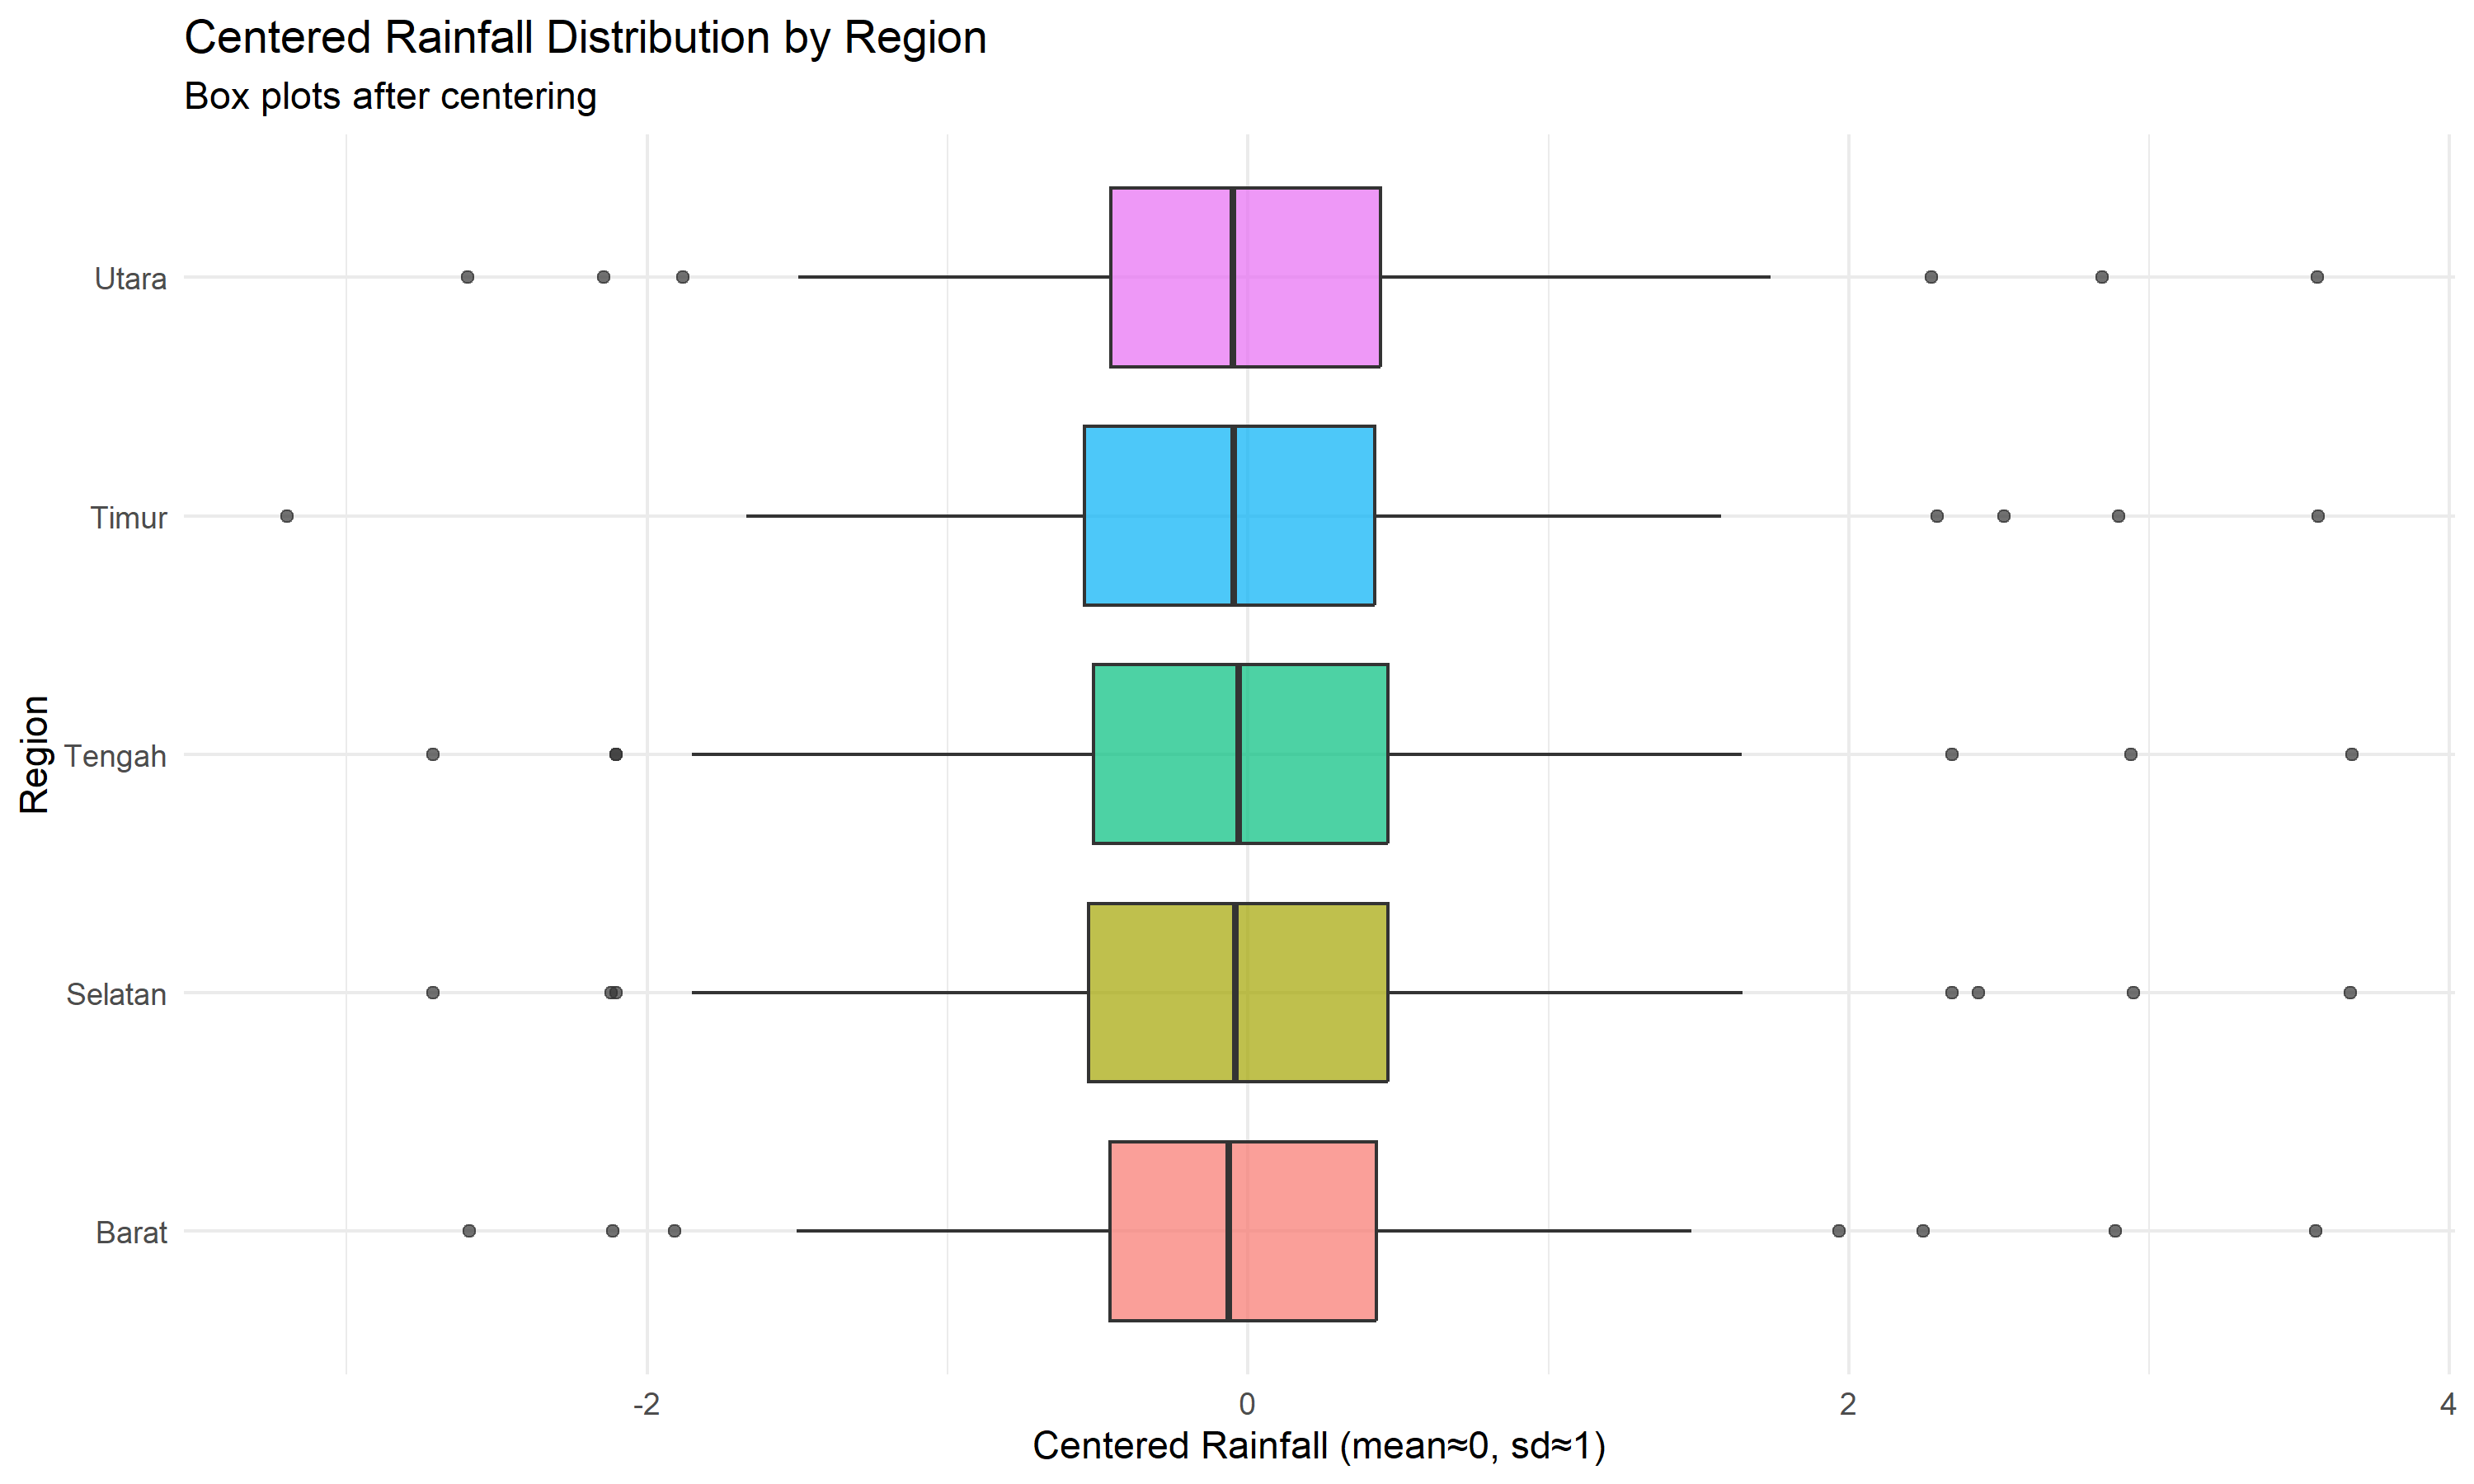 Centered Rainfall Distribution by Region
Box plots after centering
Region
Utara
Timur
Tengah
Selatan
Barat
-2
0
2
4
Centered Rainfall (mean≈0, sd≈1)